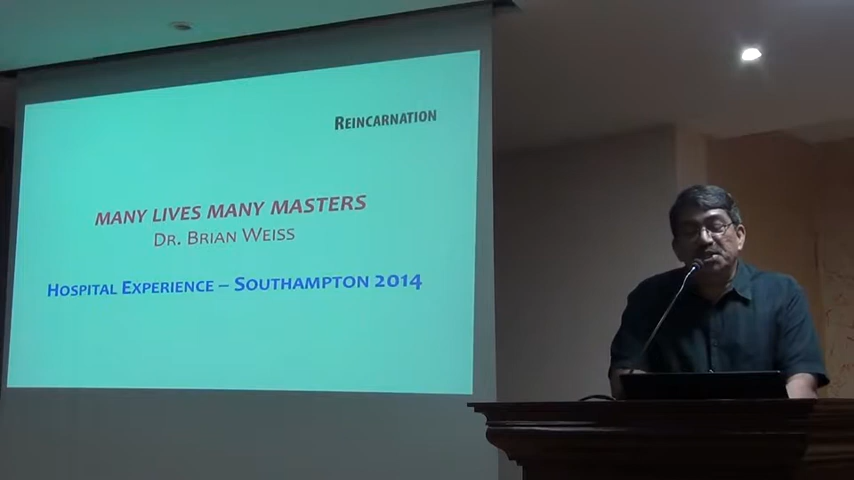 REINCARNATION
MANY LIVES MANY MASTERS
DR. BRIAN WEISS
HOSPITAL EXPERIENCE – SOUTHAMPTON 2014